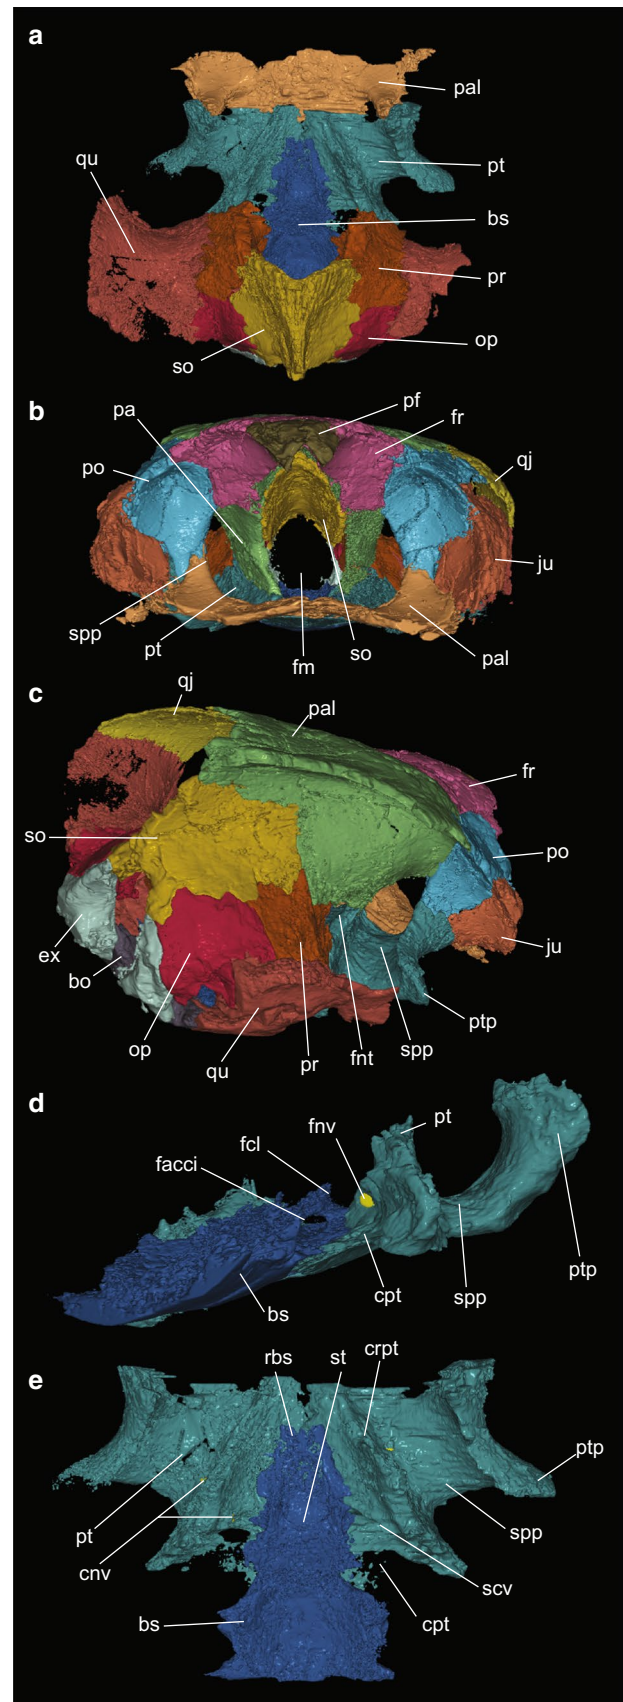 a
pal
qu
pt
bs
pr
op
so
b
pf
pa
fr
po
qj
ju
spp
pt
fm
so
pal
c
qj
pal
fr
so
po
ex
ju
bo
ptp
op
qu
pr
fnt
spp
d
pt
fnv
fcl
facci
cpt
spp
ptp
bs
e
rbs
st
crpt
ptp
pt
spp
cnv
scv
bs
cpt